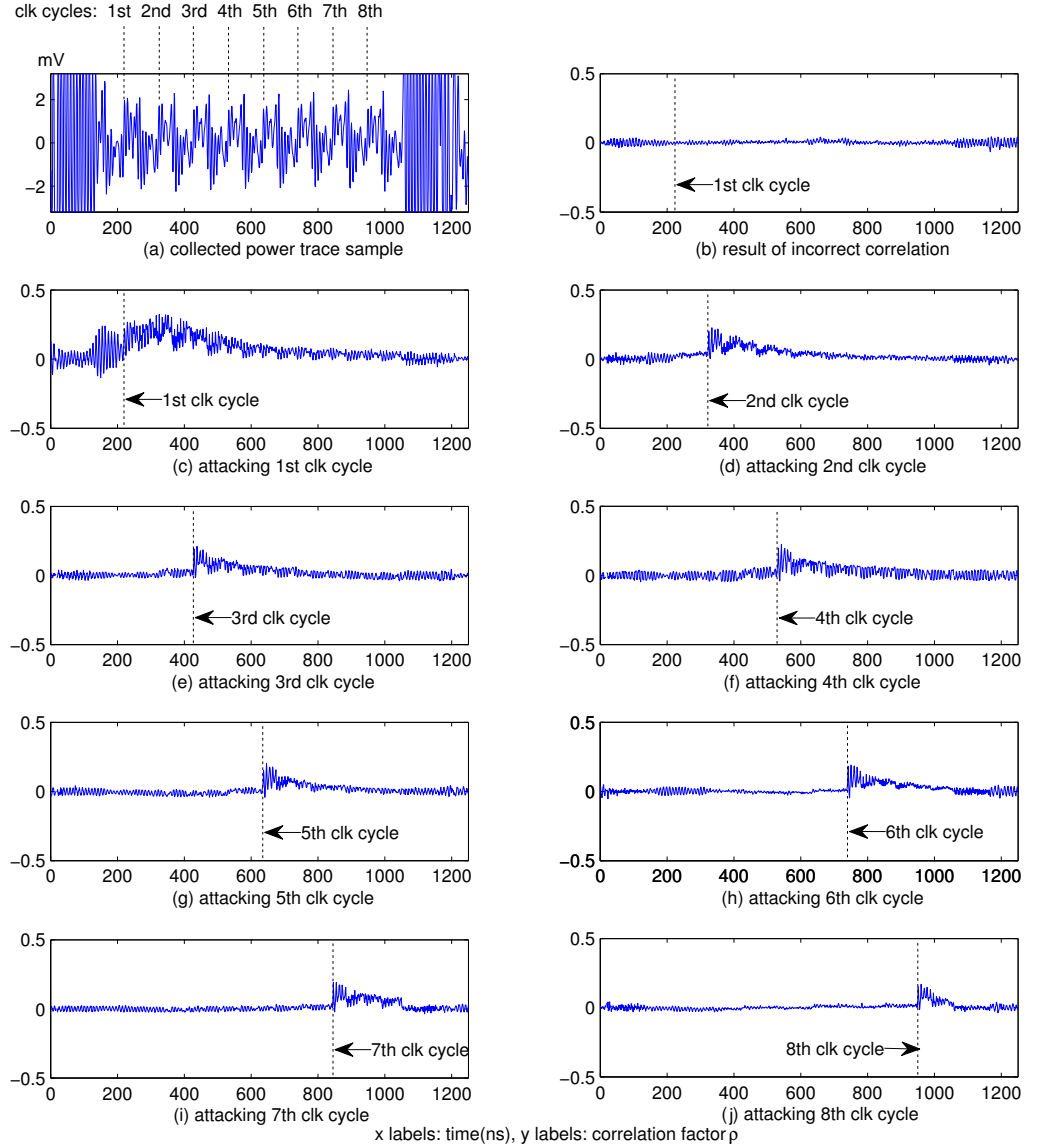 clk cycles: 1st 2nd 3rd 4th 5th 6th 7th 8th
mV
2
0
−2
0 200 400 600 800 1000 1200
(a) collected power trace sample
0.5
0
−0.5
1st clk cycle
0 200 400 600 800 1000 1200
(b) result of incorrect correlation
0.5
0
−0.5
1st clk cycle
0 200 400 600 800 1000 1200
(c) attacking 1st clk cycle
0.5
0
−0.5
2nd clk cycle
0 200 400 600 800 1000 1200
(d) attacking 2nd clk cycle
0.5
0
−0.5
3rd clk cycle
0 200 400 600 800 1000 1200
(e) attacking 3rd clk cycle
0.5
0
−0.5
4th clk cycle
0 200 400 600 800 1000 1200
(f) attacking 4th clk cycle
0.5
0
−0.5
5th clk cycle
0 200 400 600 800 1000 1200
(g) attacking 5th clk cycle
0.5
0
−0.5
6th clk cycle
0 200 400 600 800 1000 1200
(h) attacking 6th clk cycle
0.5
0
−0.5
7th clk cycle
0 200 400 600 800 1000 1200
(i) attacking 7th clk cycle
0.5
0
−0.5
8th clk cycle
0 200 400 600 800 1000 1200
(j) attacking 8th clk cycle
x labels: time(ns), y labels: correlation factor ρ